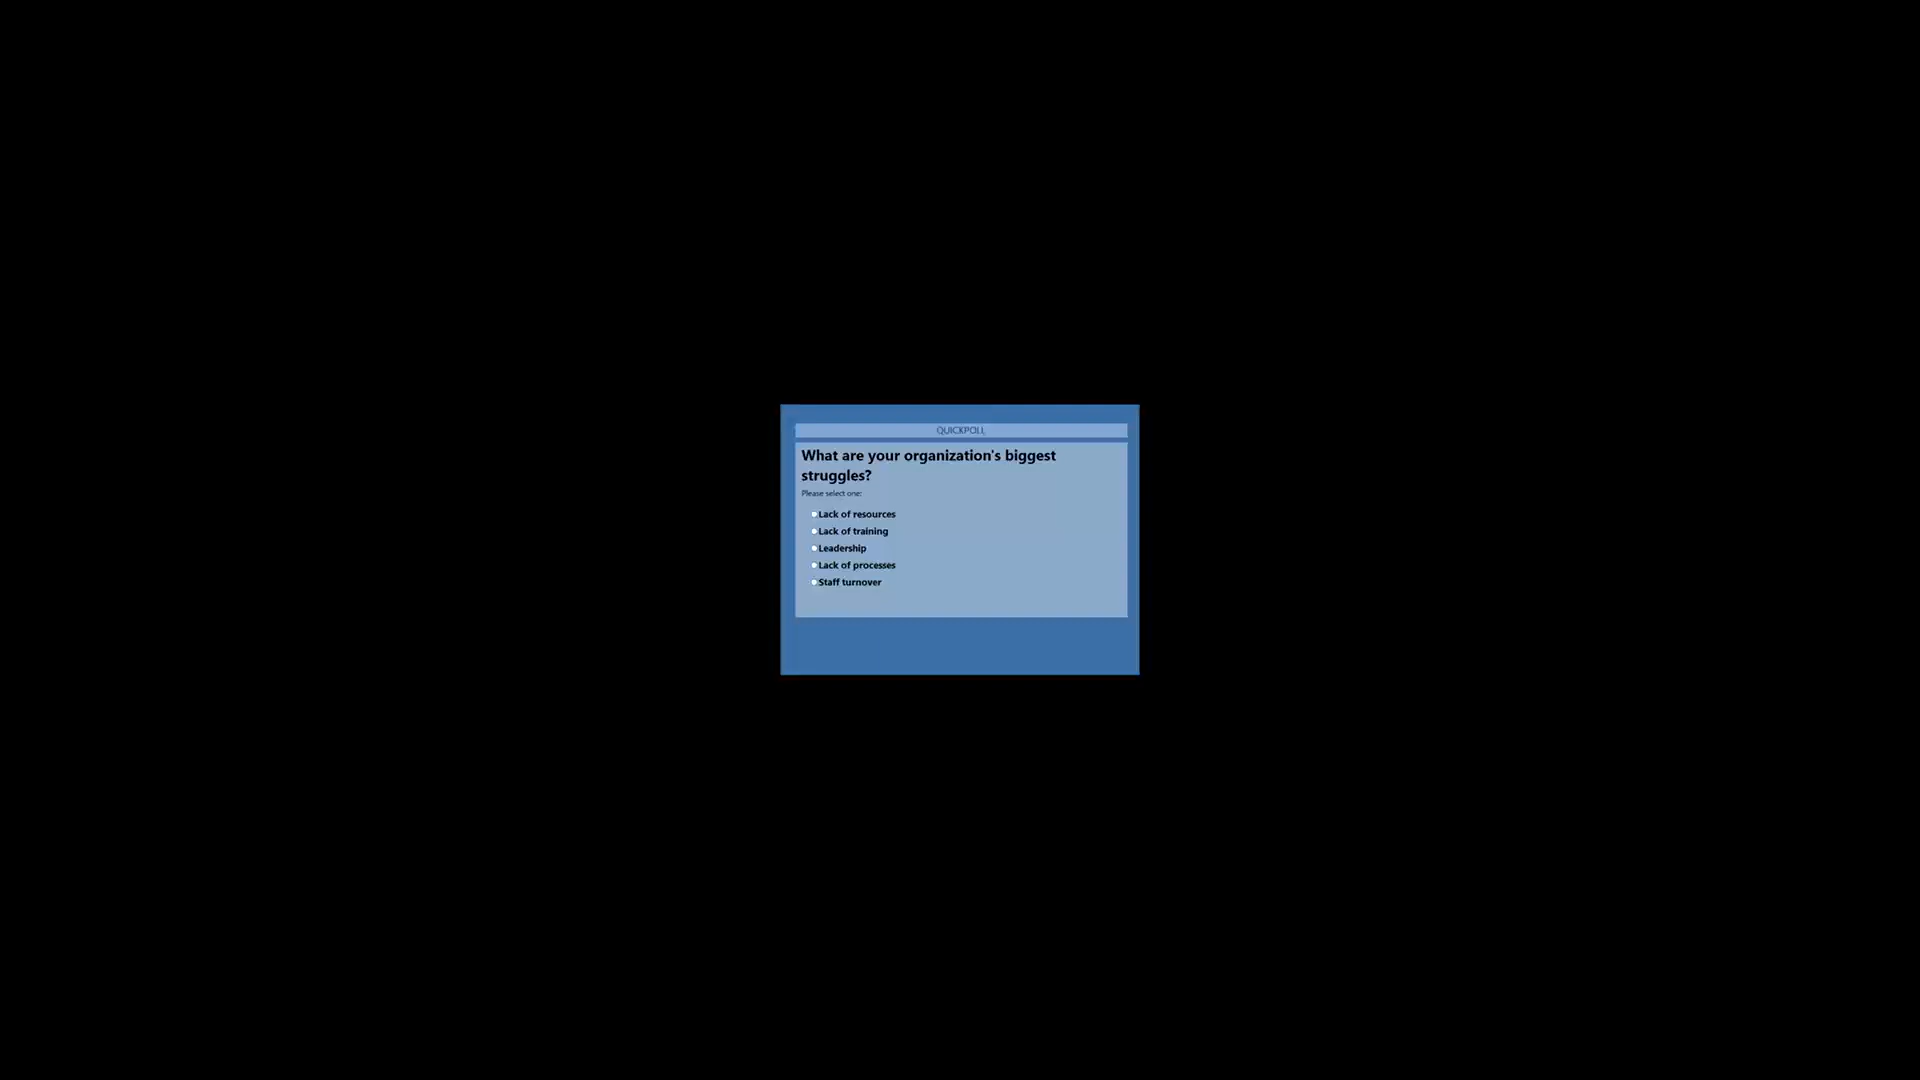 QUICKPOLL
What are your organization's biggest
struggles?
Please select one:
Lack of resources
Lack of training
Leadership
Lack of processes
Staff turnover